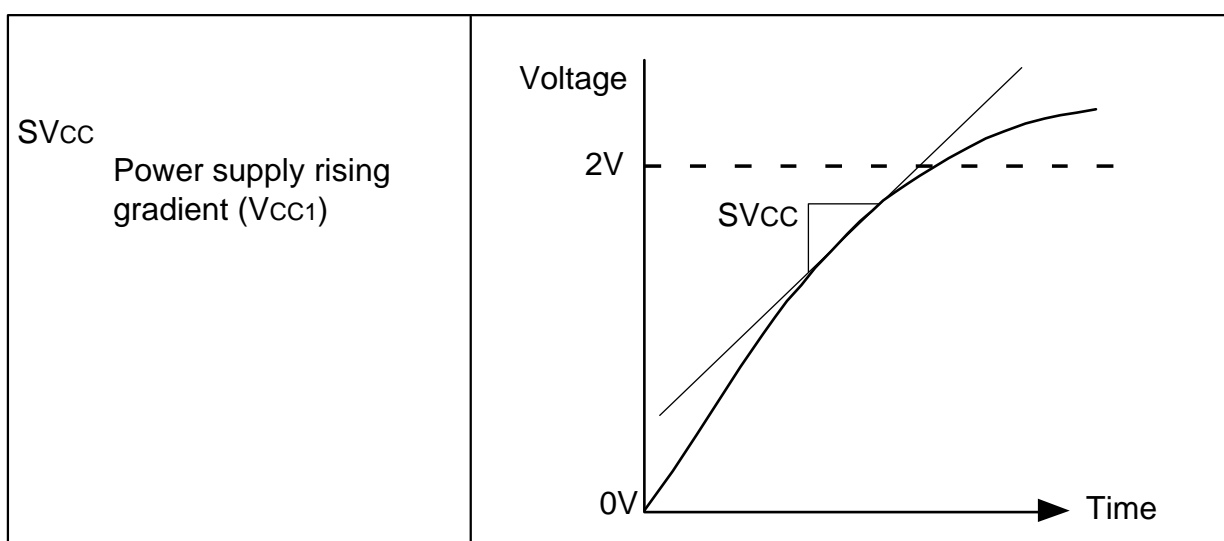 SVCC
Power supply rising
gradient (VCC1)
Voltage
2V
SVCC
0V
Time